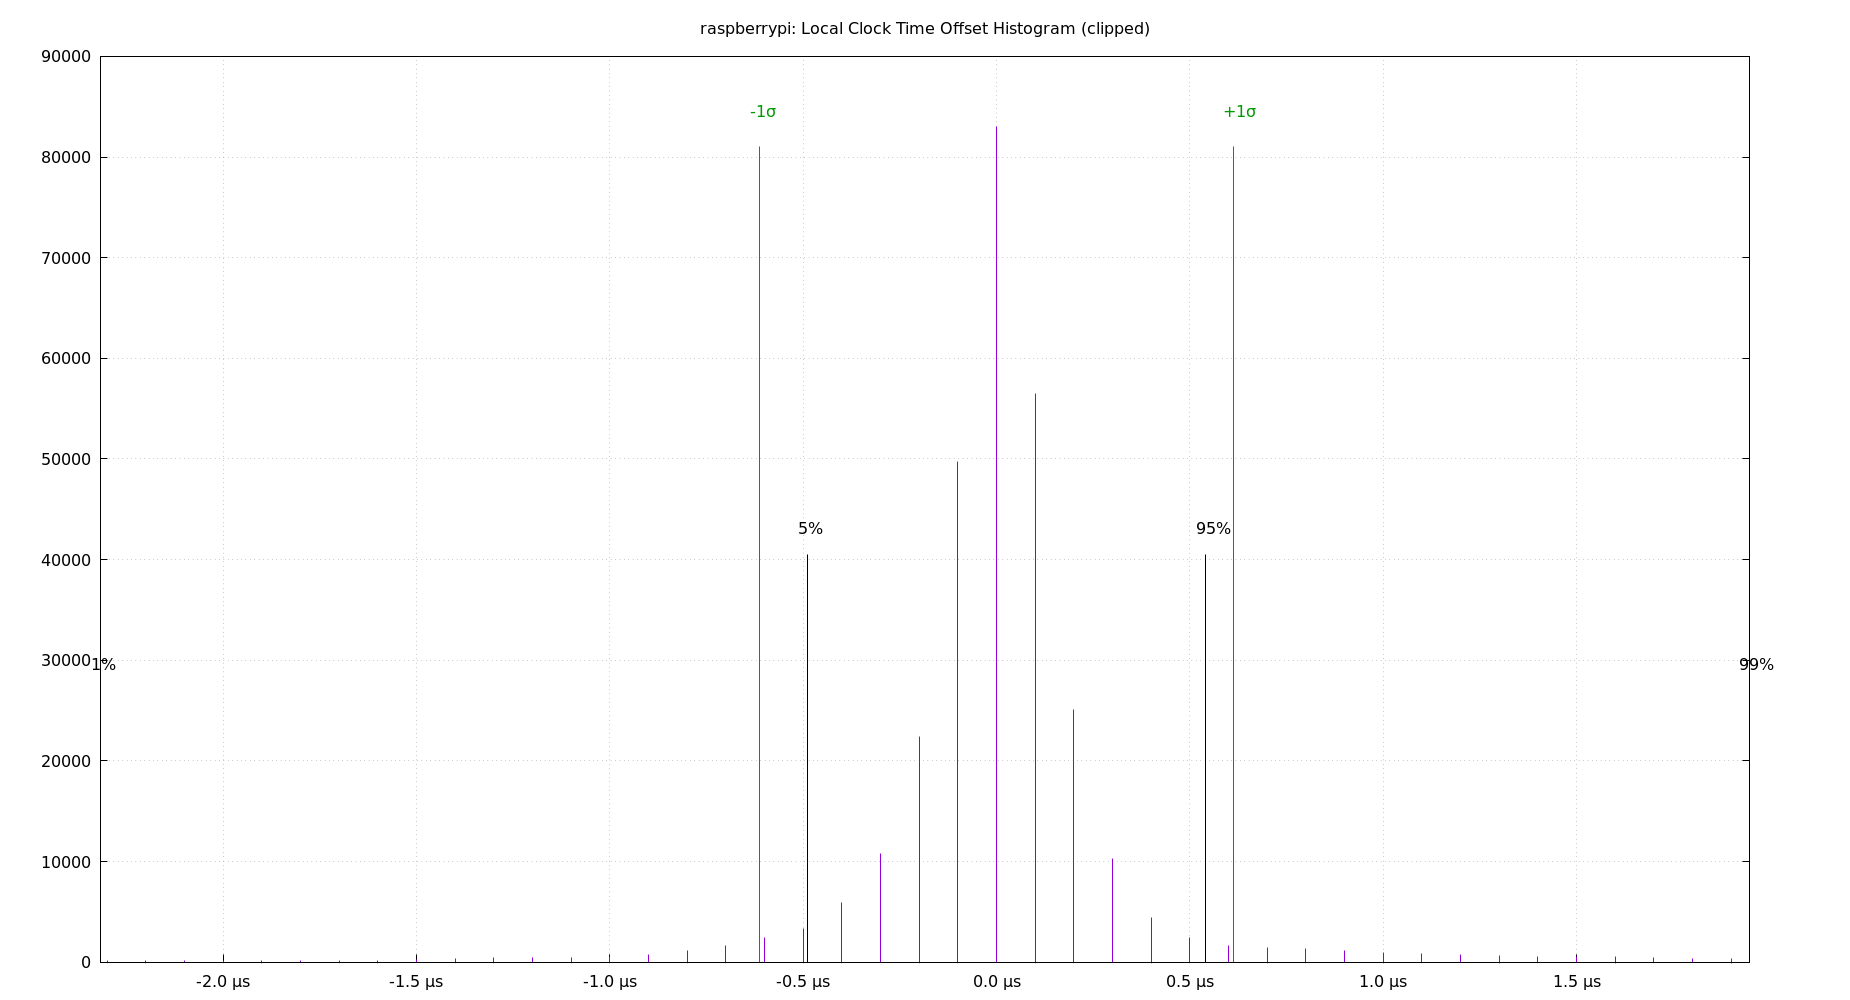 raspberrypi: Local Clock Time Offset Histogram (clipped)
90000
-1σ +1σ
80000
70000
60000
50000
5% 95%
40000
30000 1% 99%
20000
10000
0
-2.0 µs -1.5 µs -1.0 µs -0.5 µs 0.0 µs 0.5 µs 1.0 µs 1.5 µs